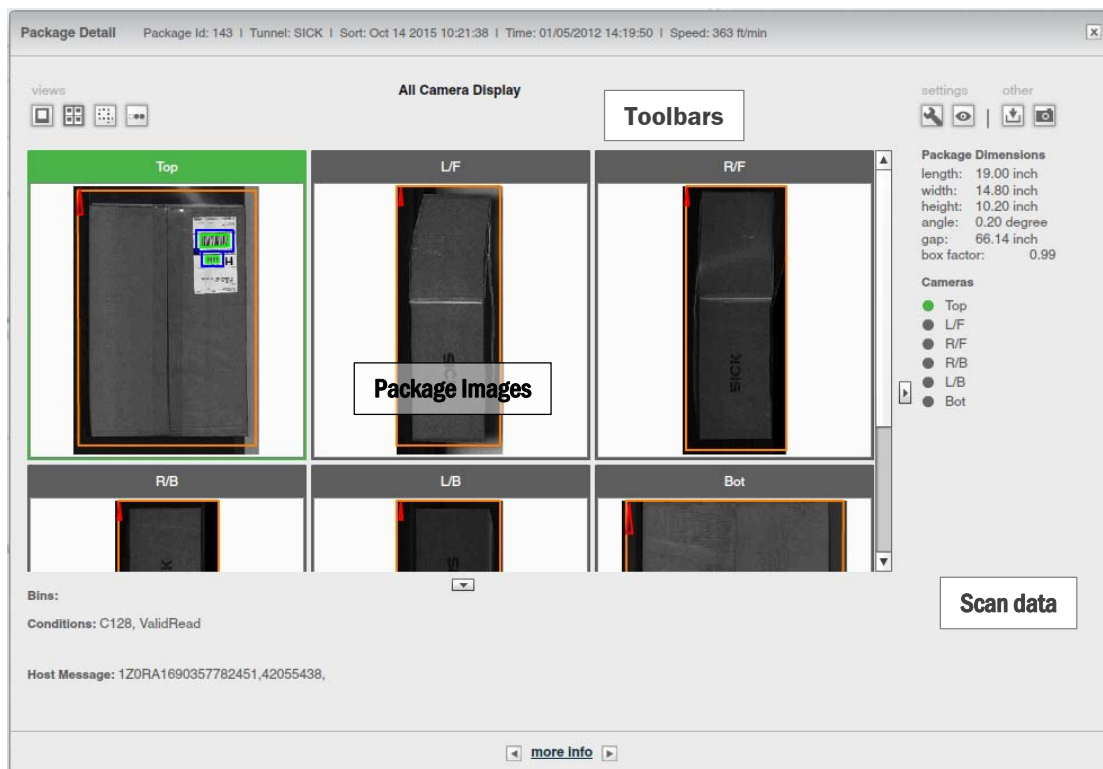 Package Detail Package Id: 143 I Tunnel: SICK I Sort: Oct 14 2015 10:21:38 I Time: 01/05/2012 14:19:50 I Speed: 363 ft/min x
views All Camera Display settings other
Toolbars
Top L/F R/F
Package Dimensions
length: 19.00 inch
width: 14.80 inch
height: 10.20 inch
angle: 0.20 degree
gap: 66.14 inch
box factor: 0.99
Cameras
Top
L/F
R/F
R/B
L/B
Bot
H
SICK SICK
Package Images
R/B L/B Bot
Bins:
Conditions: C128, ValidRead
Scan data
Host Message: 1Z0RA1690357782451,42055438,
more info